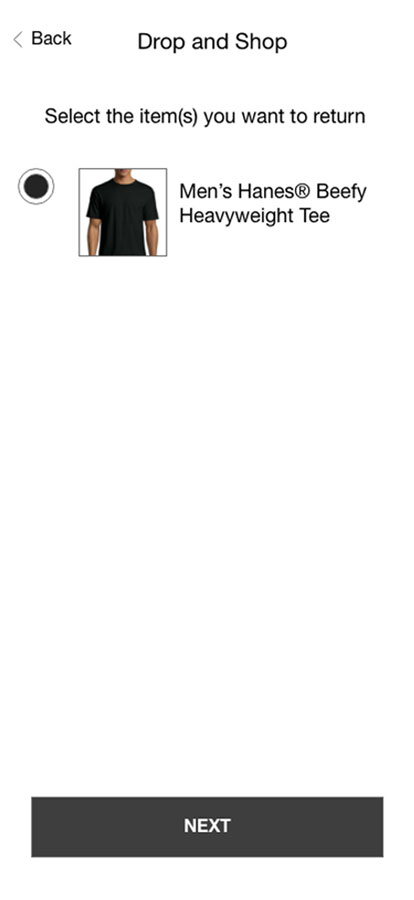 Back
Drop and Shop
Select the item(s) you want to return
Men’s Hanes® Beefy
Heavyweight Tee
NEXT